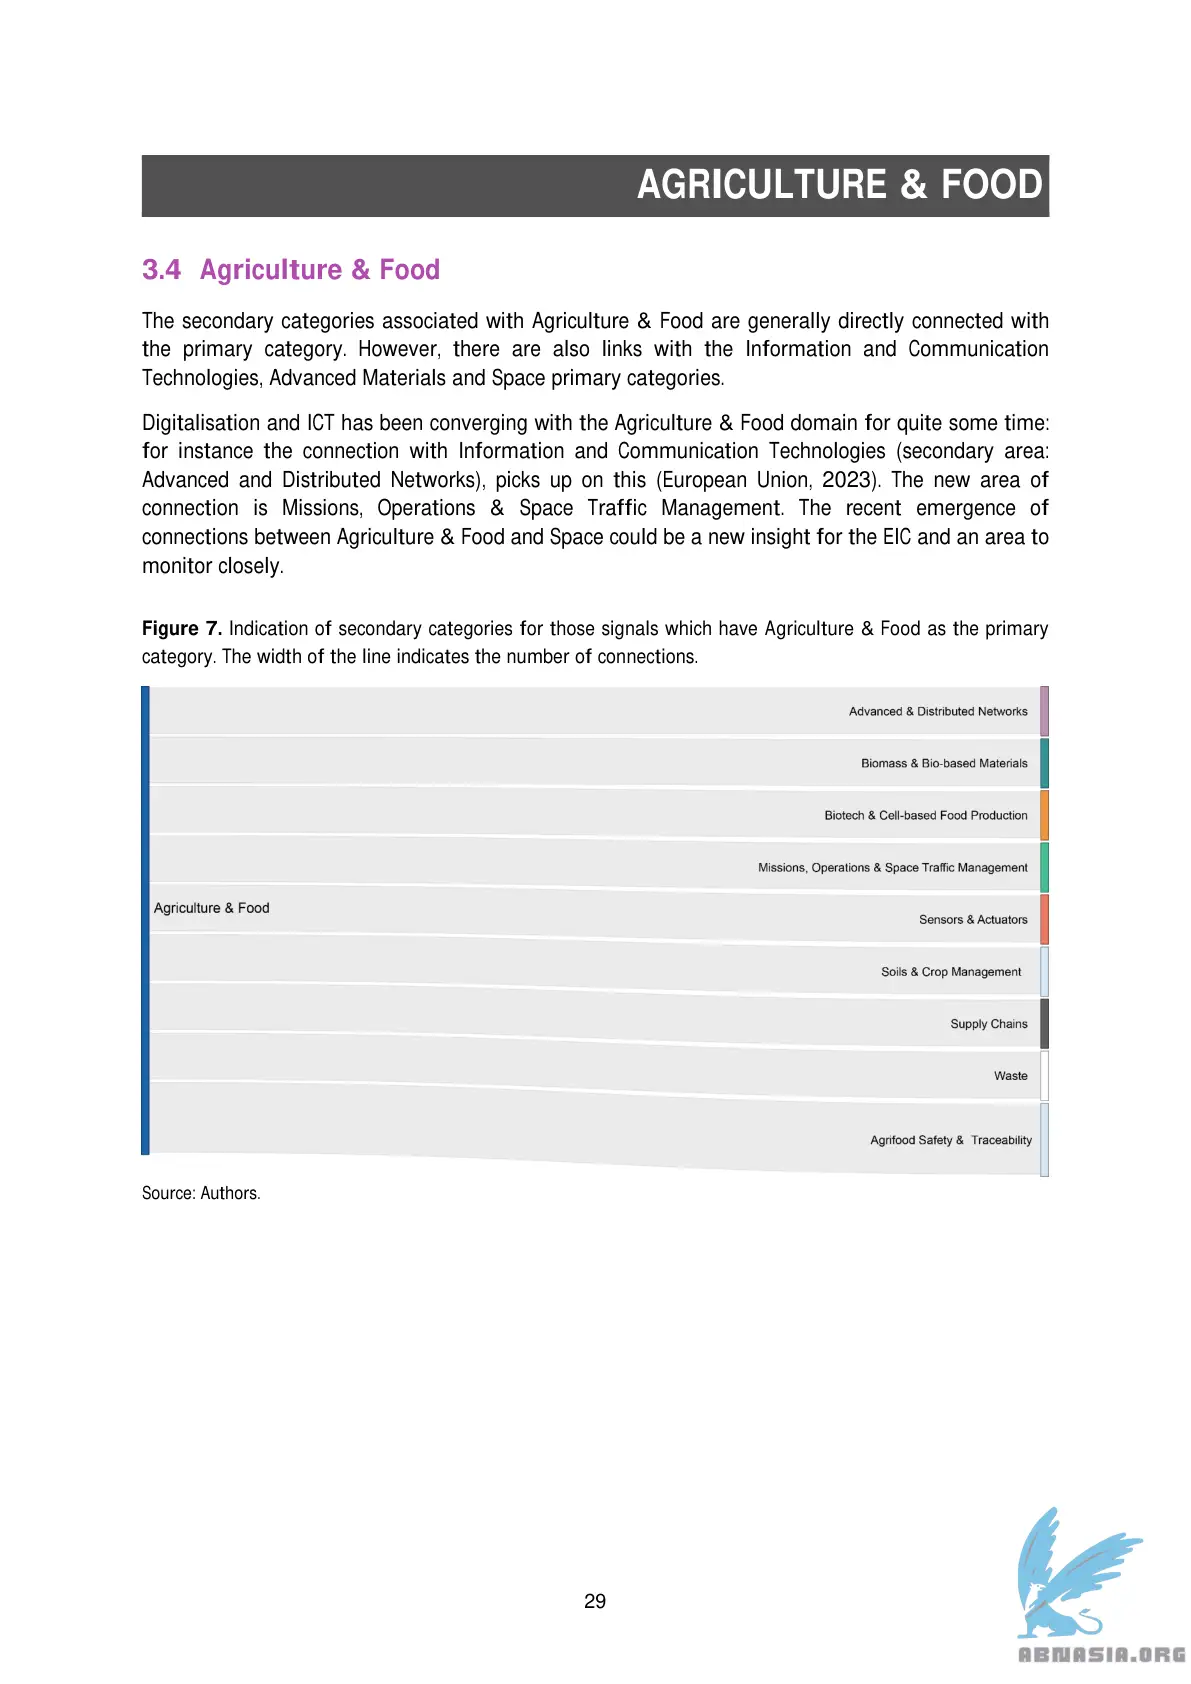 AGRICULTURE & FOOD
3.4 Agriculture & Food
The secondary categories associated with Agriculture & Food are generally directly connected with
the primary category. However, there are also links with the Information and Communication
Technologies, Advanced Materials and Space primary categories.
Digitalisation and ICT has been converging with the Agriculture & Food domain for quite some time:
for instance the connection with Information and Communication Technologies (secondary area:
Advanced and Distributed Networks), picks up on this (European Union, 2023). The new area of
connection is Missions, Operations & Space Traffic Management. The recent emergence of
connections between Agriculture & Food and Space could be a new insight for the EIC and an area to
monitor closely.
Figure 7. Indication of secondary categories for those signals which have Agriculture & Food as the primary
category. The width of the line indicates the number of connections.
Advanced & Distributed Networks
Biomass & Bio-based Materials
Biotech & Cell-based Food Production
Missions, Operations & Space Traffic Management
Agriculture & Food
Sensors & Actuators
Soils & Crop Management
Supply Chains
Waste
Agrifood Safety & Traceability
Source: Authors.
29
ABNASIA.ORG